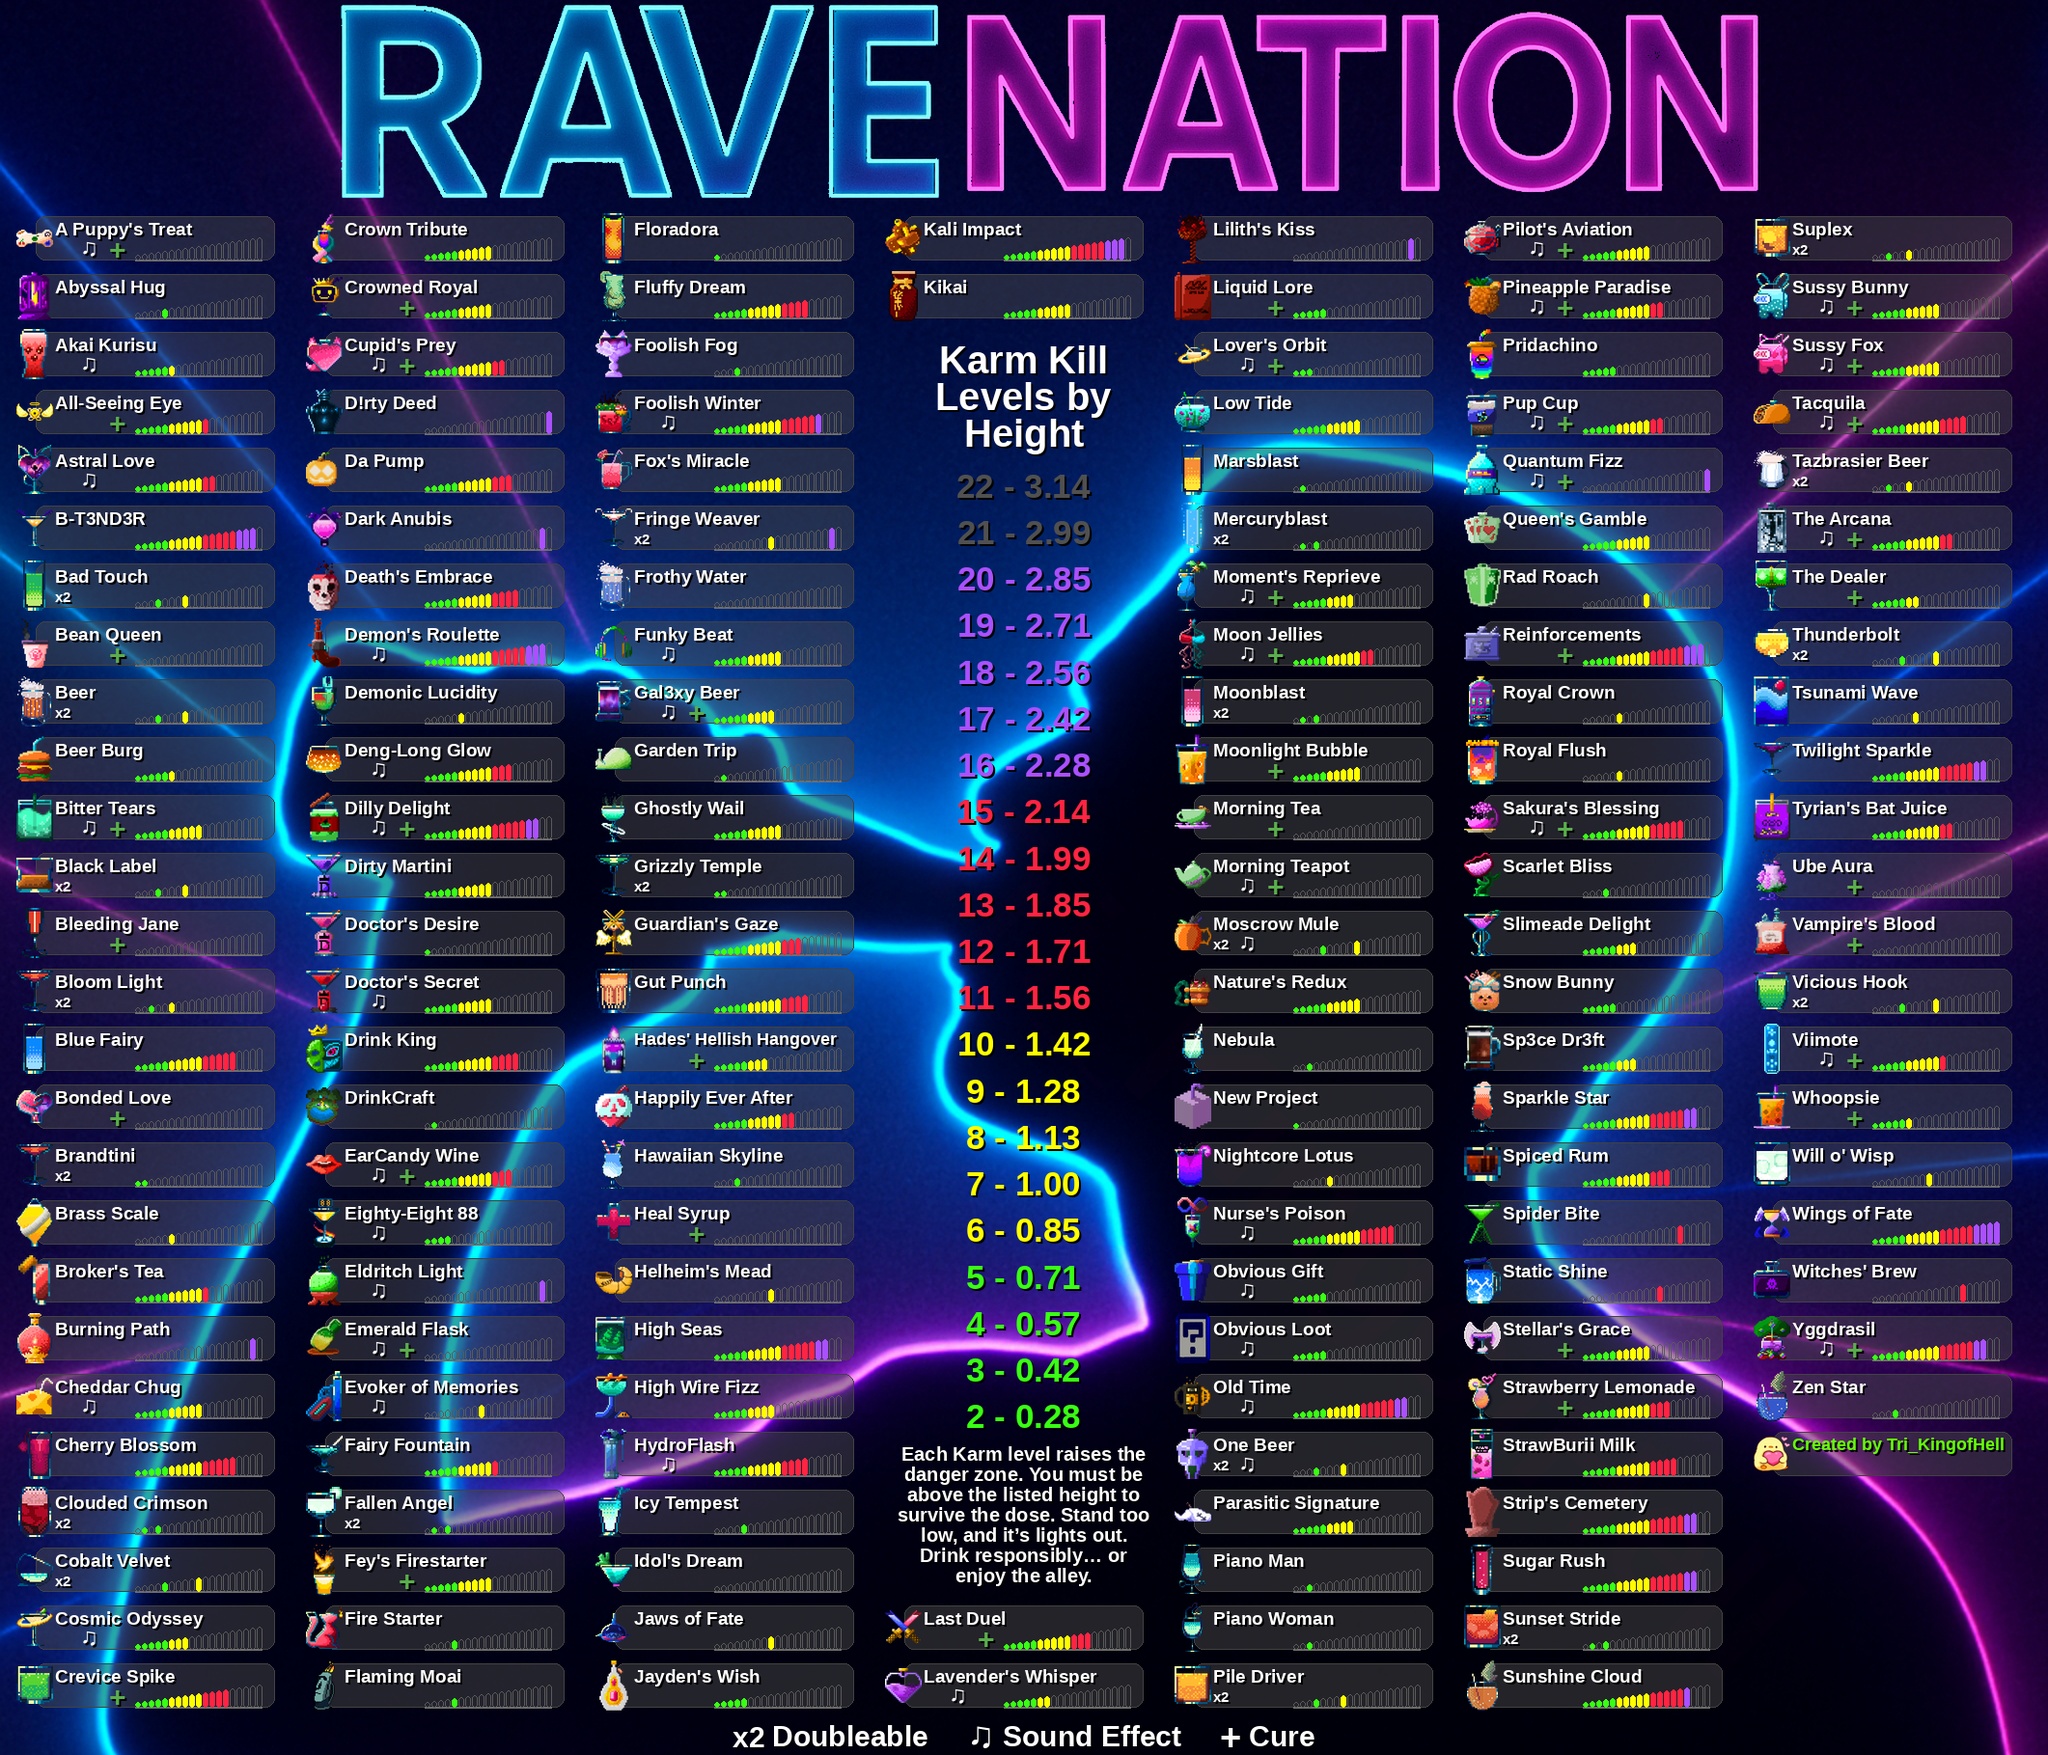 RAVENATION
A Puppy's Treat
♫ +
Abyssal Hug
Akai Kurisu
♫
All-Seeing Eye
+
Astral Love
♫
B-T3ND3R
Bad Touch
x2
Bean Queen
+
Beer
x2
Beer Burg
Bitter Tears
♫ +
Black Label
x2
Bleeding Jane
+
Bloom Light
x2
Blue Fairy
Bonded Love
+
Brandtini
x2
Brass Scale
Broker's Tea
Burning Path
Cheddar Chug
♫
Cherry Blossom
Clouded Crimson
x2
Cobalt Velvet
x2
Cosmic Odyssey
♫
Crevice Spike
+
Crown Tribute
Crowned Royal
+
Cupid's Prey
♫ +
D!rty Deed
Da Pump
Dark Anubis
Death's Embrace
Demon's Roulette
♫
Demonic Lucidity
Deng-Long Glow
♫
Dilly Delight
♫ +
Dirty Martini
Doctor's Desire
Doctor's Secret
♫
Drink King
DrinkCraft
EarCandy Wine
♫ +
Eighty-Eight 88
Eldritch Light
♫
Emerald Flask
♫ +
Evoker of Memories
♫
Fairy Fountain
Fallen Angel
x2
Fey's Firestarter
+
Fire Starter
Flaming Moai
Floradora
Fluffy Dream
Foolish Fog
Foolish Winter
♫
Fox's Miracle
Fringe Weaver
x2
Frothy Water
Funky Beat
♫
Gal3xy Beer
♫ +
Garden Trip
Ghostly Wail
Grizzly Temple
x2
Guardian's Gaze
Gut Punch
Hades' Hellish Hangover
+
Happily Ever After
Hawaiian Skyline
Heal Syrup
+
Helheim's Mead
High Seas
High Wire Fizz
HydroFlash
♫
Icy Tempest
Idol's Dream
Jaws of Fate
Jayden's Wish
Kali Impact
Kikai
Karm Kill
Levels by
Height
22 - 3.14
21 - 2.99
20 - 2.85
19 - 2.71
18 - 2.56
17 - 2.42
16 - 2.28
15 - 2.14
14 - 1.99
13 - 1.85
12 - 1.71
11 - 1.56
10 - 1.42
9 - 1.28
8 - 1.13
7 - 1.00
6 - 0.85
5 - 0.71
4 - 0.57
3 - 0.42
2 - 0.28
Each Karm level raises the
danger zone. You must be
above the listed height to
survive the dose. Stand too
low, and it's lights out.
Drink responsibly… or
enjoy the alley.
Last Duel
+
Lavender's Whisper
♫
Lilith's Kiss
Liquid Lore
+
Lover's Orbit
♫ +
Low Tide
Marsblast
Mercuryblast
x2
Moment's Reprieve
♫ +
Moon Jellies
♫ +
Moonblast
x2
Moonlight Bubble
+
Morning Tea
+
Morning Teapot
♫ +
Moscrow Mule
x2 ♫
Nature's Redux
Nebula
New Project
Nightcore Lotus
Nurse's Poison
♫
Obvious Gift
♫
Obvious Loot
♫
Old Time
♫
One Beer
x2 ♫
Parasitic Signature
Piano Man
Piano Woman
Pile Driver
x2
Pilot's Aviation
♫ +
Pineapple Paradise
♫ +
Pridachino
Pup Cup
♫ +
Quantum Fizz
♫ +
Queen's Gamble
Rad Roach
Reinforcements
+
Royal Crown
Royal Flush
Sakura's Blessing
♫ +
Scarlet Bliss
Slimeade Delight
Snow Bunny
Sp3ce Dr3ft
Sparkle Star
Spiced Rum
Spider Bite
Static Shine
Stellar's Grace
+
Strawberry Lemonade
+
StrawBurii Milk
Strip's Cemetery
Sugar Rush
Sunset Stride
x2
Sunshine Cloud
Suplex
x2
Sussy Bunny
♫ +
Sussy Fox
♫ +
Tacquila
♫ +
Tazbrasier Beer
x2
The Arcana
♫ +
The Dealer
+
Thunderbolt
x2
Tsunami Wave
Twilight Sparkle
Tyrian's Bat Juice
Ube Aura
+
Vampire's Blood
+
Vicious Hook
x2
Viimote
♫ +
Whoopsie
+
Will o' Wisp
Wings of Fate
Witches' Brew
Yggdrasil
♫ +
Zen Star
Created by Tri_KingofHell
x2 Doubleable ♫ Sound Effect + Cure